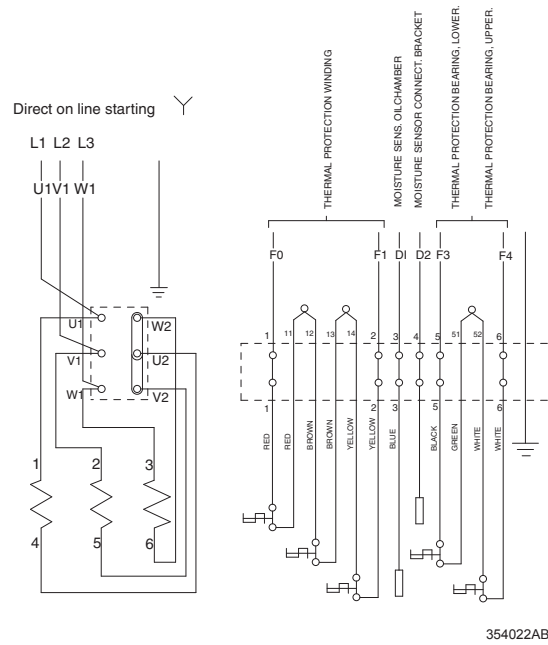 Direct on line starting
L1 L2 L3
U1 V1 W1
U1
W2
V1
U2
W1
V2
1
2
3
4
5
6
THERMAL PROTECTION WINDING
MOISTURE SENS. OILCHAMBER
MOISTURE SENSOR CONNECT. BRACKET
THERMAL PROTECTION BEARING, LOWER.
THERMAL PROTECTION BEARING, UPPER.
F0 F1 DI D2 F3 F4
1 11 12 13 14 2 3 4 5 51 52 6
1 2 3 5 6
RED
RED
BROWN
BROWN
YELLOW
YELLOW
BLUE
BLACK
GREEN
WHITE
WHITE
354022AB